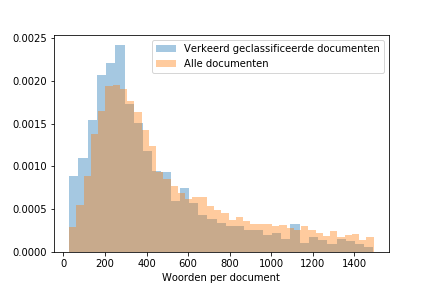 Verkeerd geclassificeerde documenten
Alle documenten
0.0025
0.0020
0.0015
0.0010
0.0005
0.0000
0 200 400 600 800 1000 1200 1400
Woorden per document